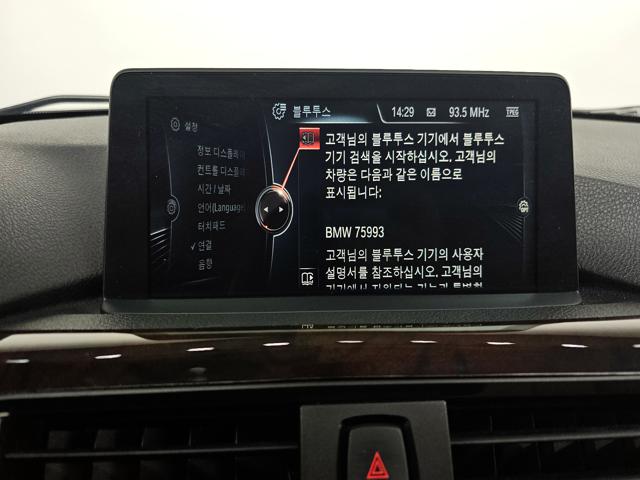 블루투스
14:29
93.5 MHz
TPEG
설정
정보 디스플레이
컨트롤 디스플
시간 / 날짜
언어(Language
터치패드
✓ 연결
음향
고객님의 블루투스 기기에서 블루투스
기기 검색을 시작하십시오. 고객님의
차량은 다음과 같은 이름으로
표시됩니다:
BMW 75993
고객님의 블루투스 기기의 사용자
설명서를 참조하십시오. 고객님의